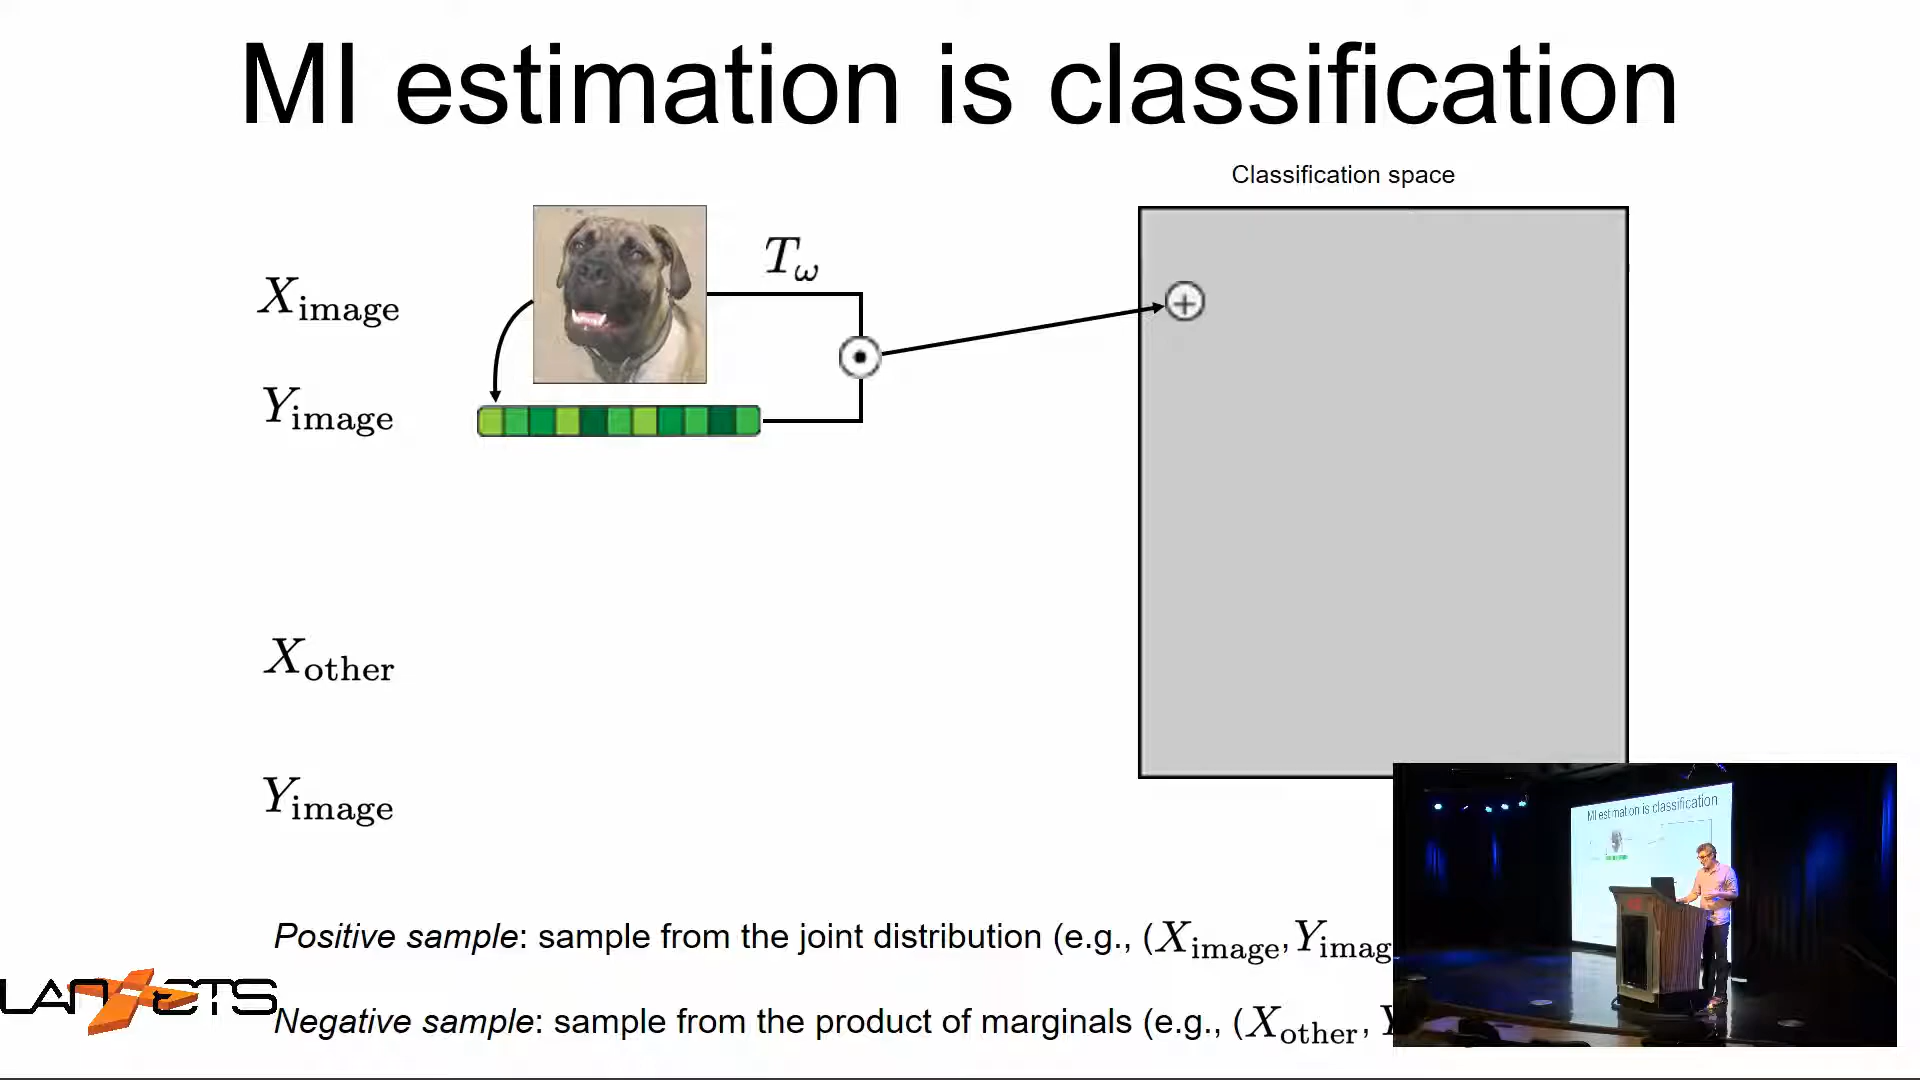 MI estimation is classification
Classification space
T_ω
X_image
Y_image
X_other
Y_image
Positive sample: sample from the joint distribution (e.g., (X_image, Y_imag
Negative sample: sample from the product of marginals (e.g., (X_other, Y
MI estimation is classification